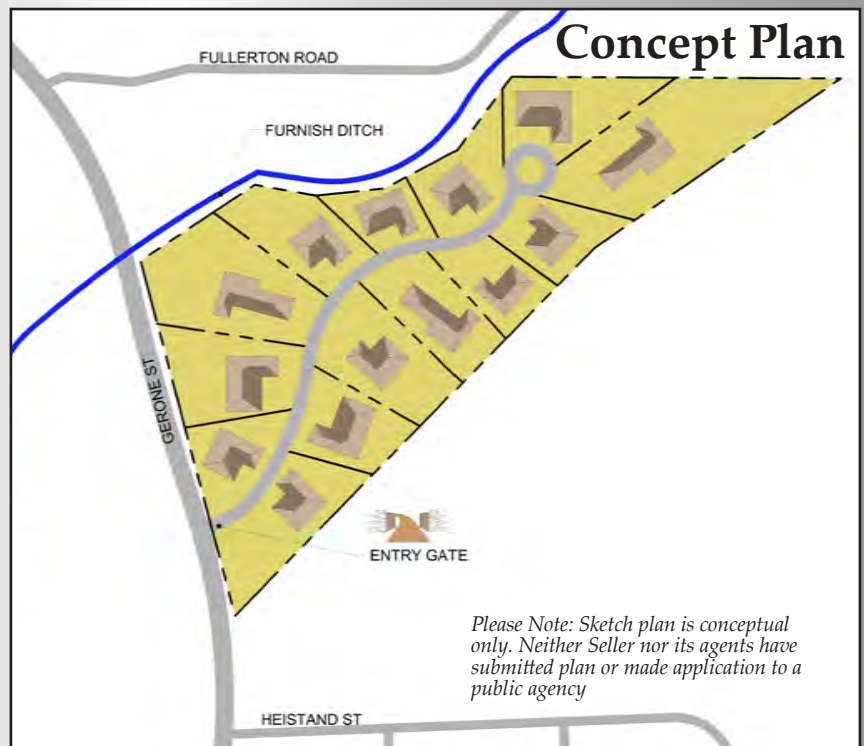 Concept Plan
FULLERTON ROAD
FURNISH DITCH
GERONE ST
ENTRY GATE
Please Note: Sketch plan is conceptual
only. Neither Seller nor its agents have
submitted plan or made application to a
public agency
HEISTAND ST